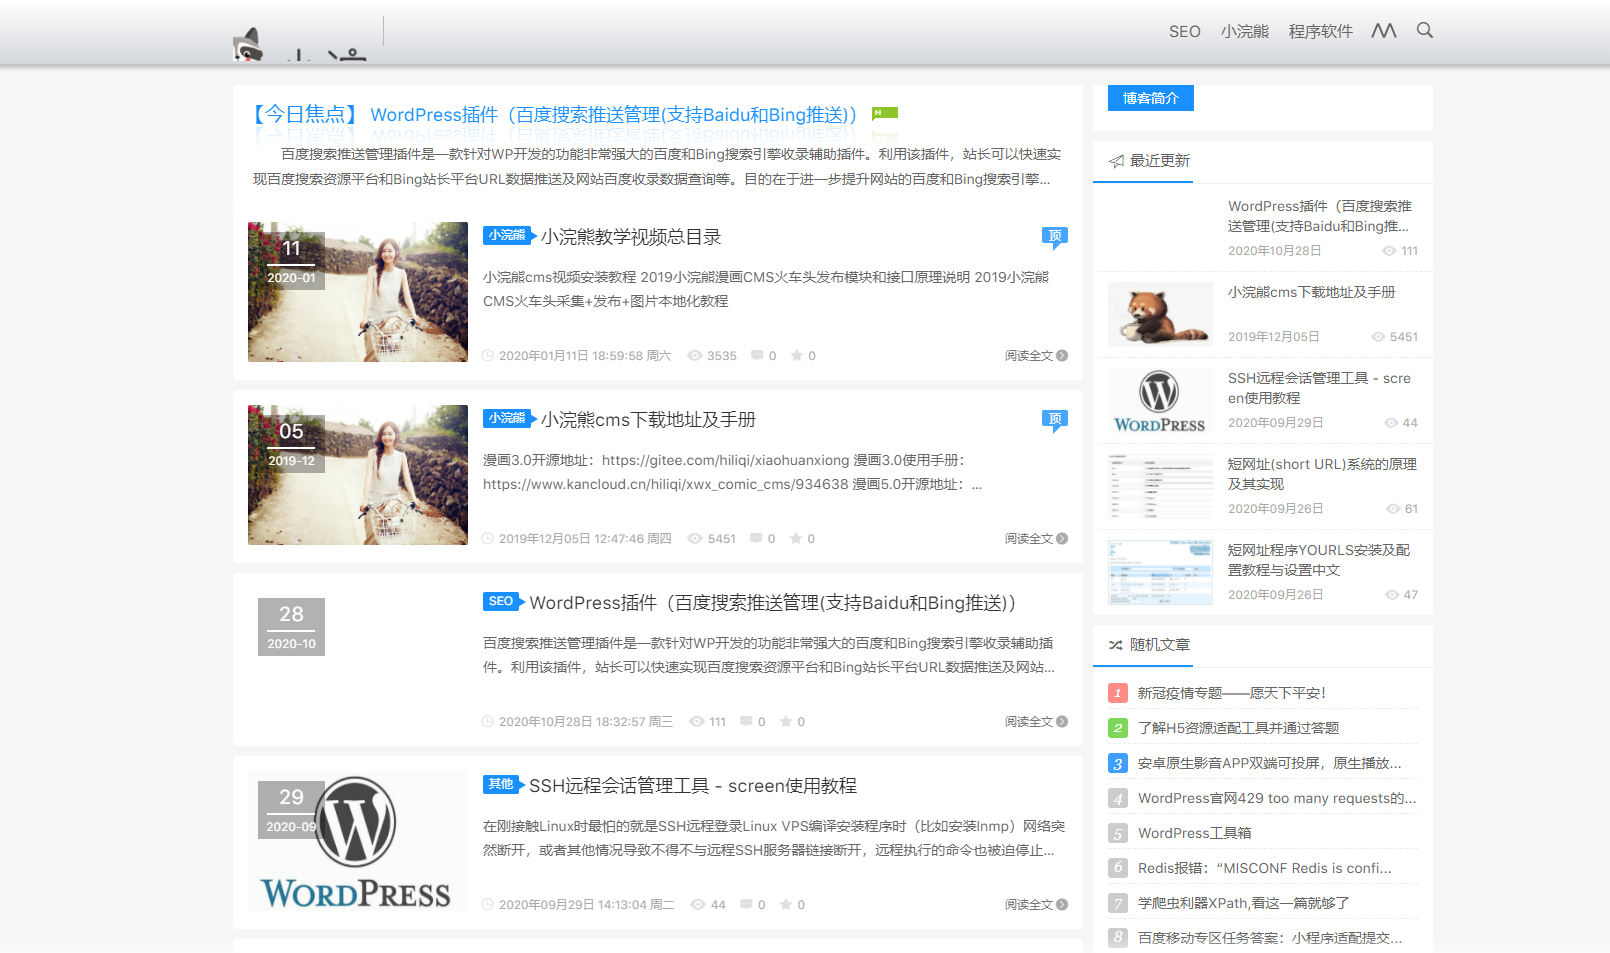 SEO 小浣熊 程序软件
【今日焦点】 WordPress插件（百度搜索推送管理(支持Baidu和Bing推送)）
N
百度搜索推送管理插件是一款针对WP开发的功能非常强大的百度和Bing搜索引擎收录辅助插件。利用该插件，站长可以快速实
现百度搜索资源平台和Bing站长平台URL数据推送及网站百度收录数据查询等。目的在于进一步提升网站的百度和Bing搜索引擎...
11
2020-01
小浣熊 小浣熊教学视频总目录
顶
小浣熊cms视频安装教程 2019小浣熊漫画CMS火车头发布模块和接口原理说明 2019小浣熊
CMS火车头采集+发布+图片本地化教程
2020年01月11日 18:59:58 周六 3535 0 0 阅读全文
05
2019-12
小浣熊 小浣熊cms下载地址及手册
顶
漫画3.0开源地址：https://gitee.com/hiliqi/xiaohuanxiong 漫画3.0使用手册：
https://www.kancloud.cn/hiliqi/xwx_comic_cms/934638 漫画5.0开源地址：...
2019年12月05日 12:47:46 周四 5451 0 0 阅读全文
28
2020-10
SEO WordPress插件（百度搜索推送管理(支持Baidu和Bing推送)）
百度搜索推送管理插件是一款针对WP开发的功能非常强大的百度和Bing搜索引擎收录辅助插
件。利用该插件，站长可以快速实现百度搜索资源平台和Bing站长平台URL数据推送及网站...
2020年10月28日 18:32:57 周三 111 0 0 阅读全文
29
2020-09
WORDPRESS
其他 SSH远程会话管理工具 - screen使用教程
在刚接触Linux时最怕的就是SSH远程登录Linux VPS编译安装程序时（比如安装lnmp）网络突
然断开，或者其他情况导致不得不与远程SSH服务器链接断开，远程执行的命令也被迫停止...
2020年09月29日 14:13:04 周二 44 0 0 阅读全文
博客简介
最近更新
WordPress插件（百度搜索推
送管理(支持Baidu和Bing推...
2020年10月28日 111
小浣熊cms下载地址及手册
2019年12月05日 5451
WORDPRESS
SSH远程会话管理工具 - scre
en使用教程
2020年09月29日 44
短网址(short URL)系统的原理
及其实现
2020年09月26日 61
短网址程序YOURLS安装及配
置教程与设置中文
2020年09月26日 47
随机文章
1 新冠疫情专题——愿天下平安！
2 了解H5资源适配工具并通过答题
3 安卓原生影音APP双端可投屏，原生播放...
4 WordPress官网429 too many requests的...
5 WordPress工具箱
6 Redis报错：“MISCONF Redis is confi...
7 学爬虫利器XPath,看这一篇就够了
8 百度移动专区任务答案：小程序适配提交...